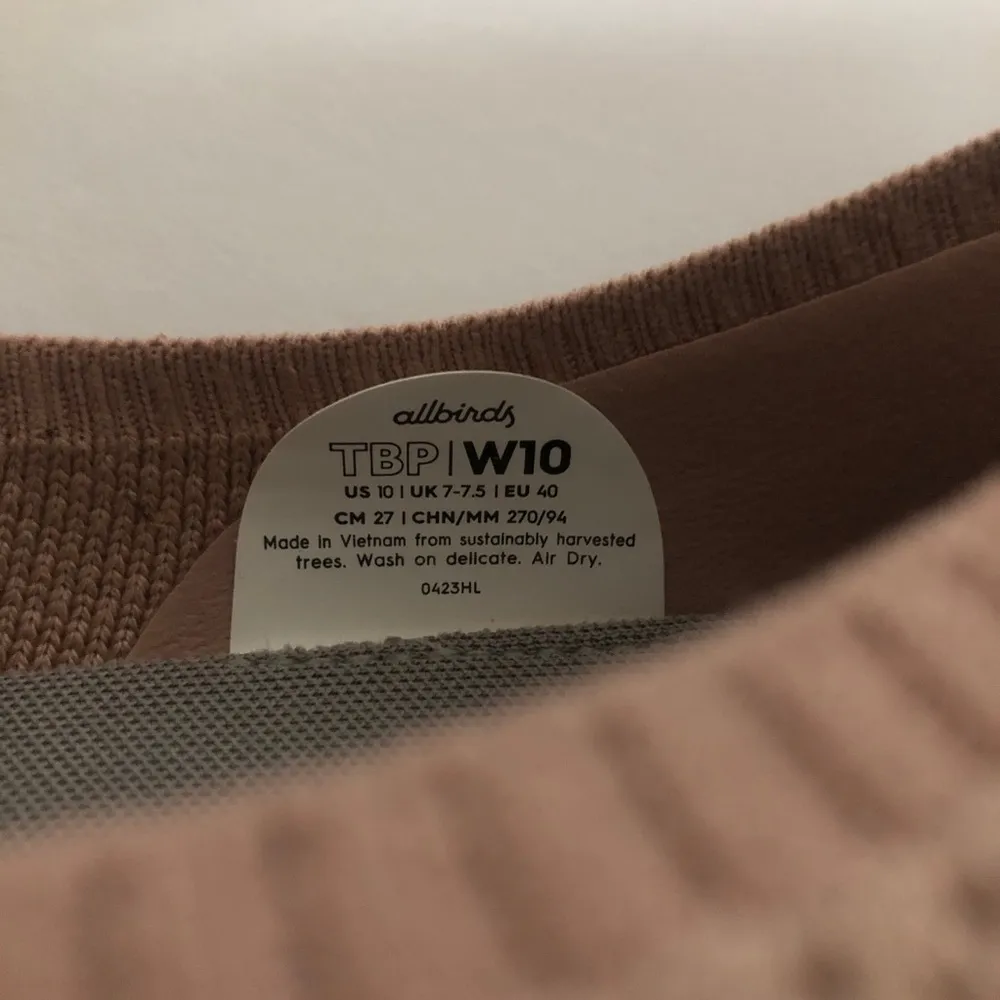 allbirds
TBP | W10
US 10 | UK 7-7.5 | EU 40
CM 27 | CHN/MM 270/94
Made in Vietnam from sustainably harvested
trees. Wash on delicate. Air Dry.
0423HL